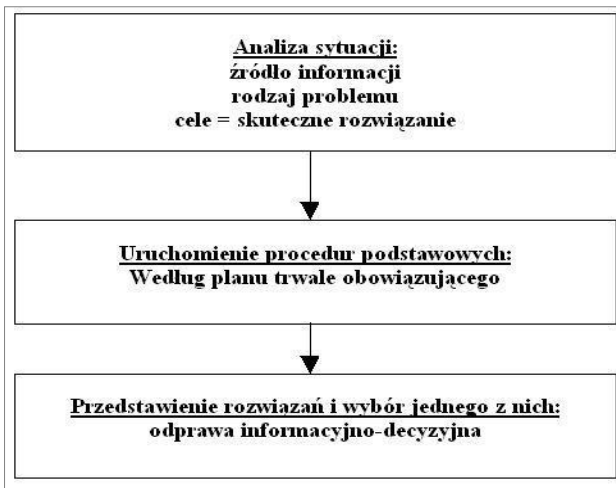 Analiza sytuacji:
źródło informacji
rodzaj problemu
cele = skuteczne rozwiązanie
Uruchomienie procedur podstawowych:
Według planu trwale obowiązującego
Przedstawienie rozwiazań i wybór jednego z nich:
odprawa informacyjno-decyzyjna